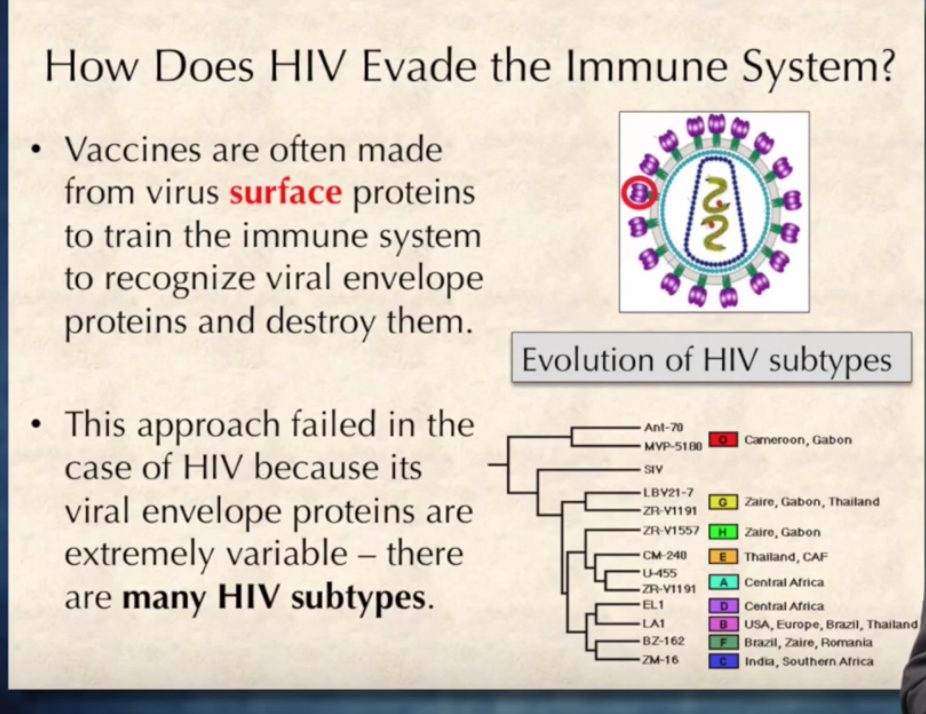 How Does HIV Evade the Immune System?
• Vaccines are often made
from virus surface proteins
to train the immune system
to recognize viral envelope
proteins and destroy them.
Evolution of HIV subtypes
• This approach failed in the
case of HIV because its
viral envelope proteins are
extremely variable – there
are many HIV subtypes.
Ant-70
MVP-5180
O Cameroon, Gabon
SIV
LBV21-7
ZR-V1191
G Zaire, Gabon, Thailand
ZR-V1557 H Zaire, Gabon
CM-240 E Thailand, CAF
U-455
ZR-V1191
A Central Africa
EL1 D Central Africa
LA1 B USA, Europe, Brazil, Thailand
BZ-162 F Brazil, Zaire, Romania
ZM-16 C India, Southern Africa